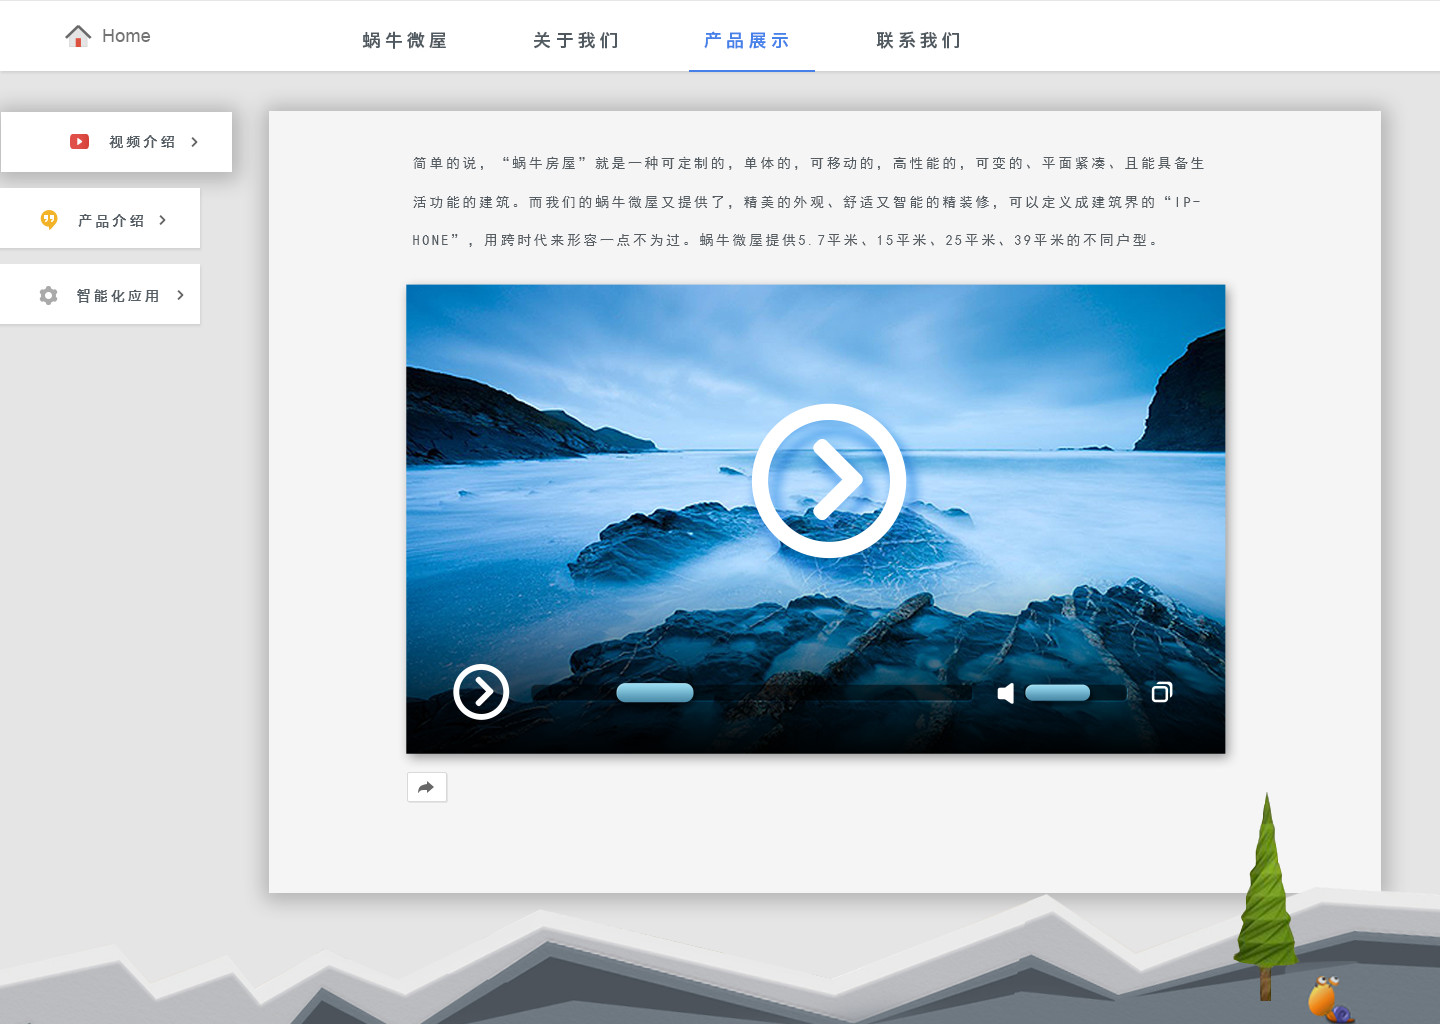 Home
蜗牛微屋
关于我们
产品展示
联系我们
视频介绍
产品介绍
智能化应用
简单的说，“蜗牛房屋”就是一种可定制的，单体的，可移动的，高性能的，可变的、平面紧凑、且能具备生
活功能的建筑。而我们的蜗牛微屋又提供了，精美的外观、舒适又智能的精装修，可以定义成建筑界的“IP-
HONE”，用跨时代来形容一点不为过。蜗牛微屋提供5.7平米、15平米、25平米、39平米的不同户型。